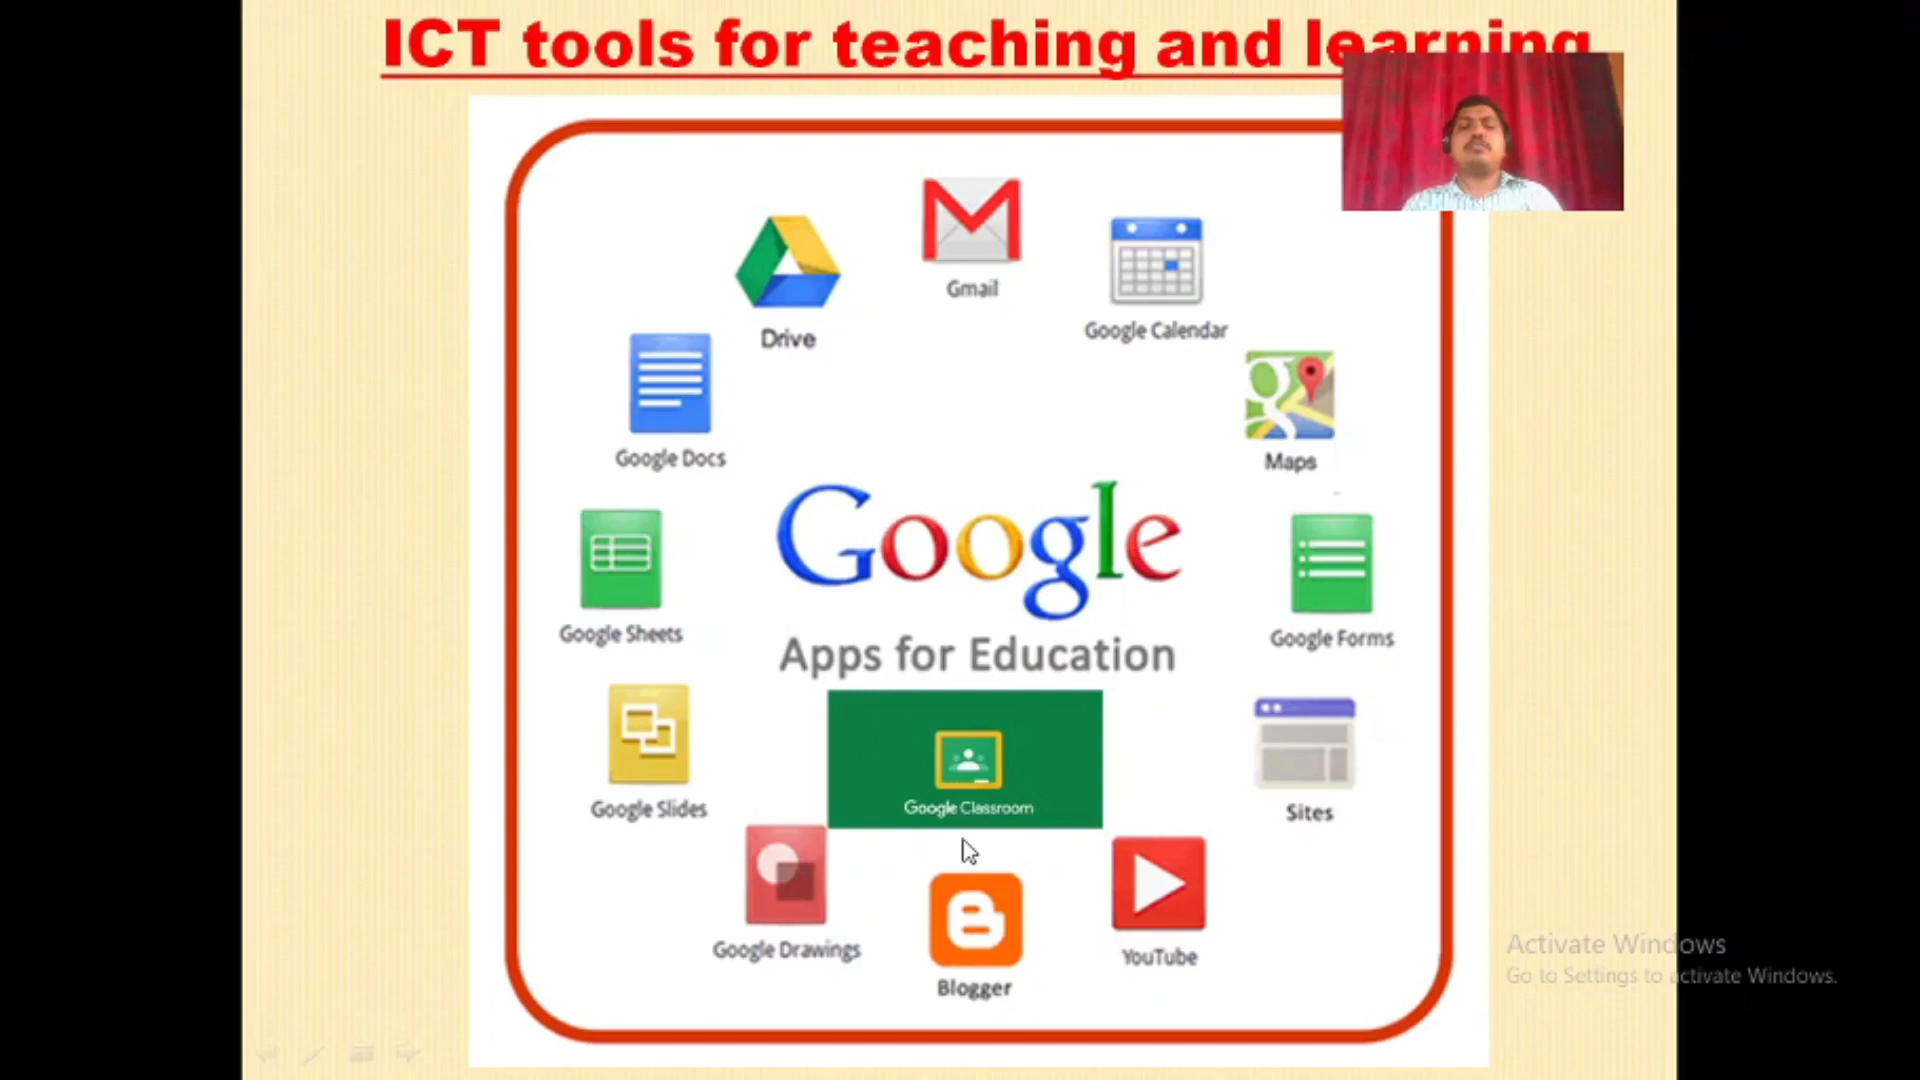 ICT tools for teaching and learning
Gmail
Google Calendar
Drive
Google Docs
Maps
Google
Apps for Education
Google Sheets
Google Forms
Google Slides
Google Classroom
Sites
Google Drawings
Blogger
YouTube
Activate Windows
Go to Settings to activate Windows.